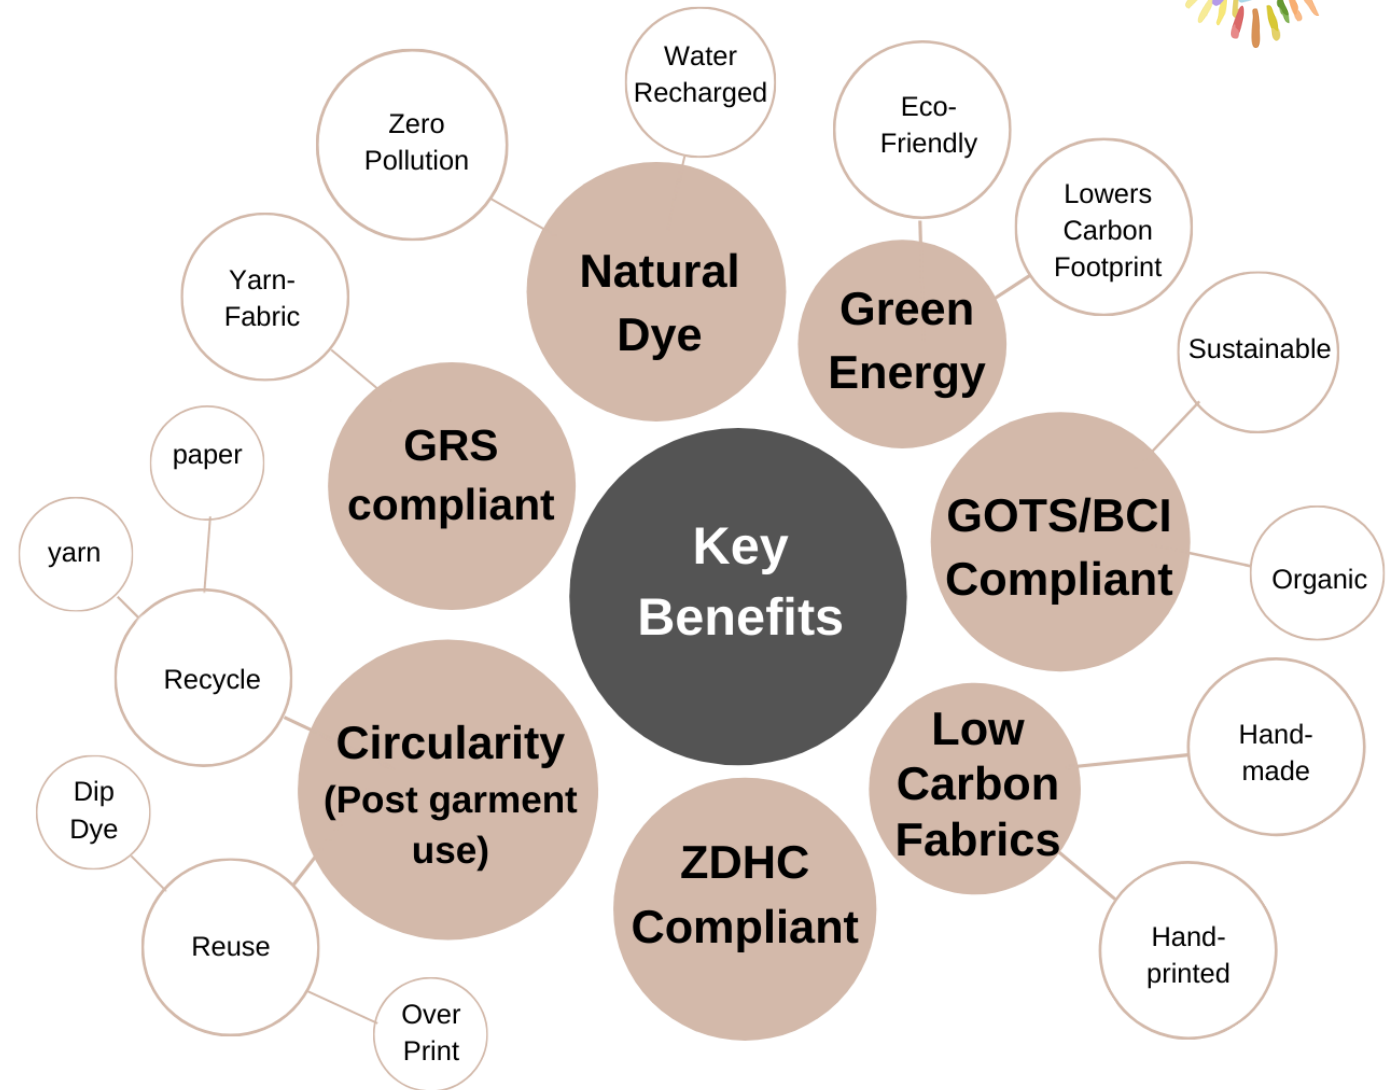 Water
Recharged
Zero
Pollution
Eco-
Friendly
Lowers
Carbon
Footprint
Yarn-
Fabric
Natural
Dye
Green
Energy
Sustainable
GRS
compliant
paper
yarn
Key
Benefits
GOTS/BCI
Compliant
Organic
Recycle
Circularity
(Post garment
use)
Low
Carbon
Fabrics
Hand-
made
Dip
Dye
ZDHC
Compliant
Reuse
Hand-
printed
Over
Print